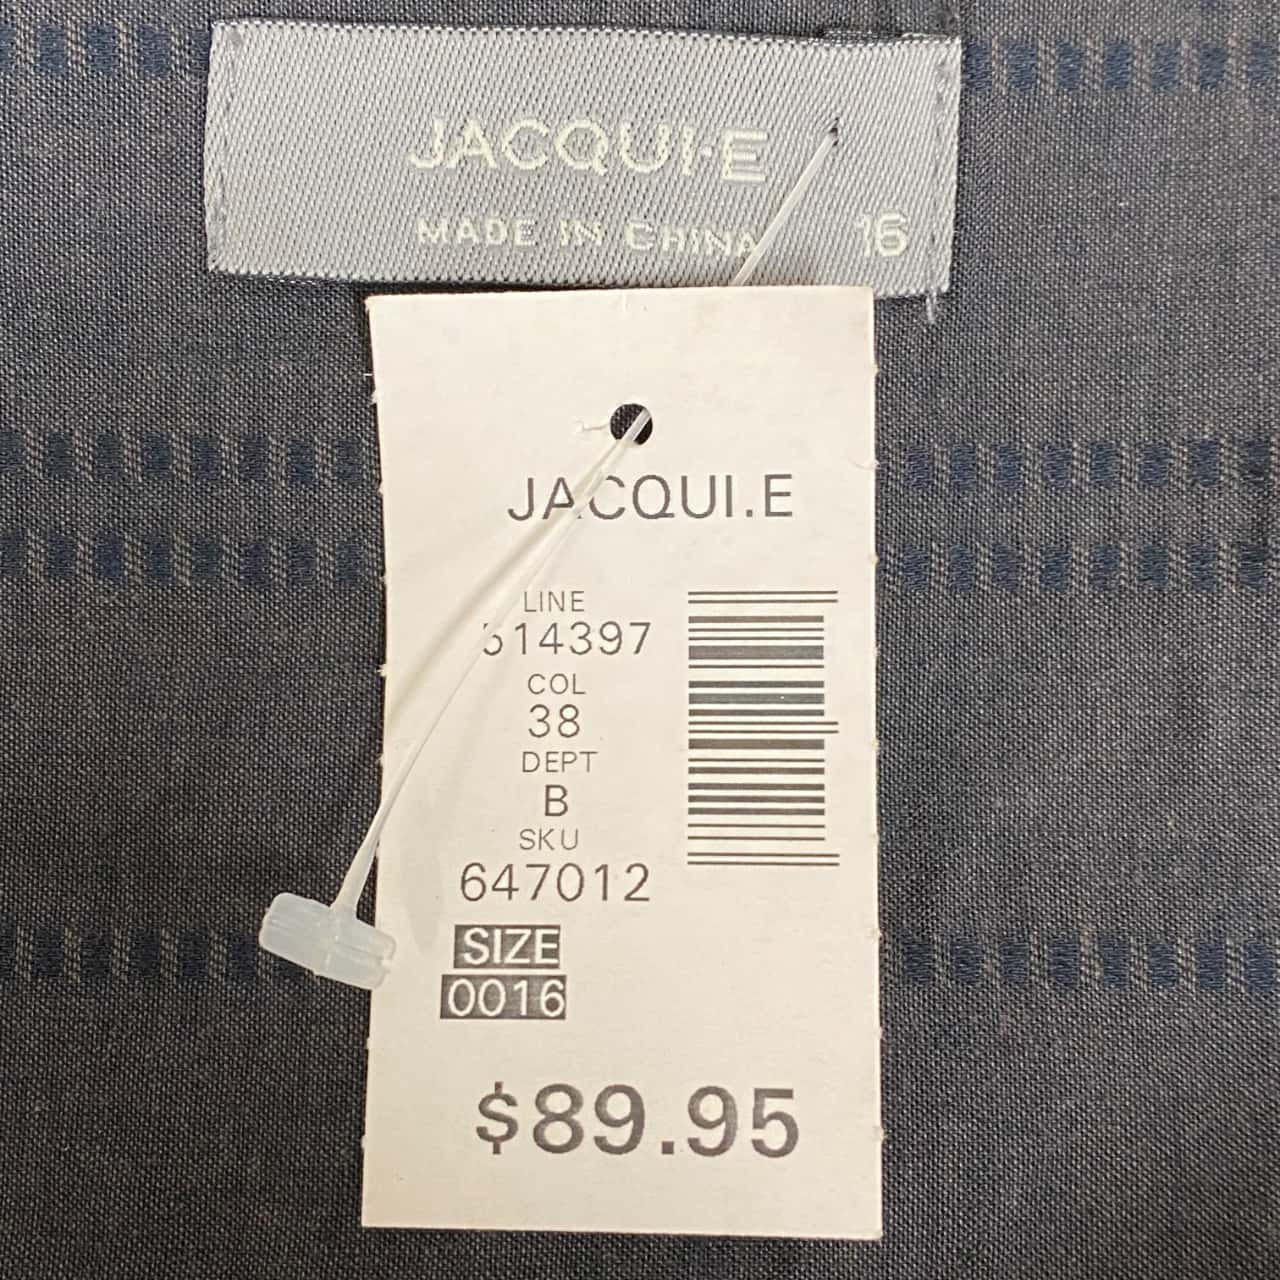 JACQUI·E
MADE IN CHINA 16
JACQUI.E
LINE
514397
COL
38
DEPT
B
SKU
647012
SIZE
0016
$89.95